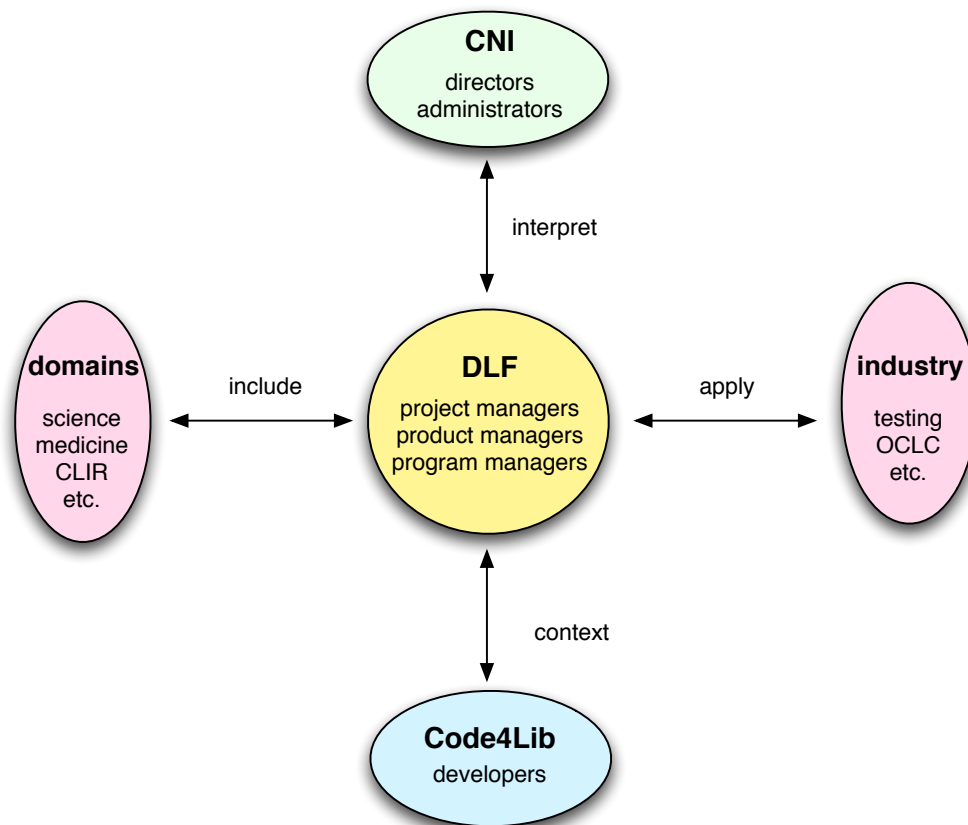 CNI
directors
administrators
interpret
domains
science
medicine
CLIR
etc.
include
DLF
project managers
product managers
program managers
apply
industry
testing
OCLC
etc.
context
Code4Lib
developers